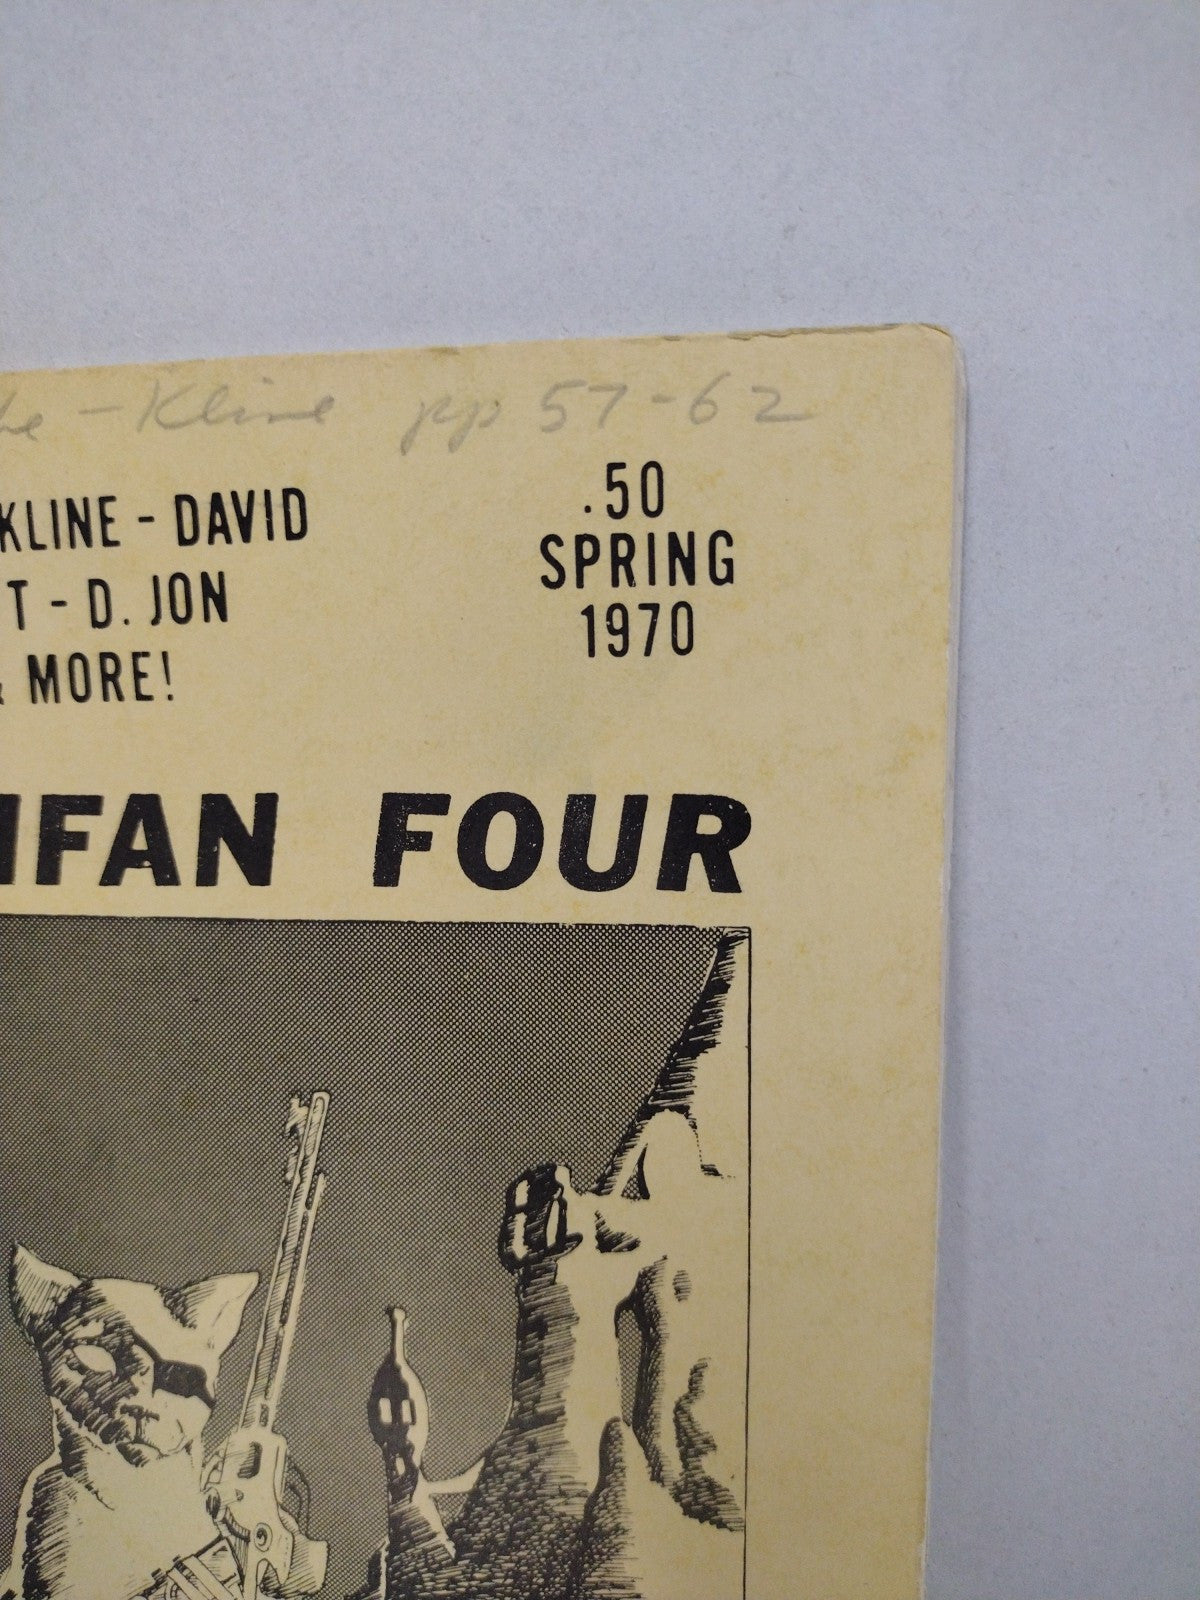 - Kline pp 57-62
KLINE - DAVID
.50
T - D. JON
SPRING
1970
& MORE!
IFAN FOUR